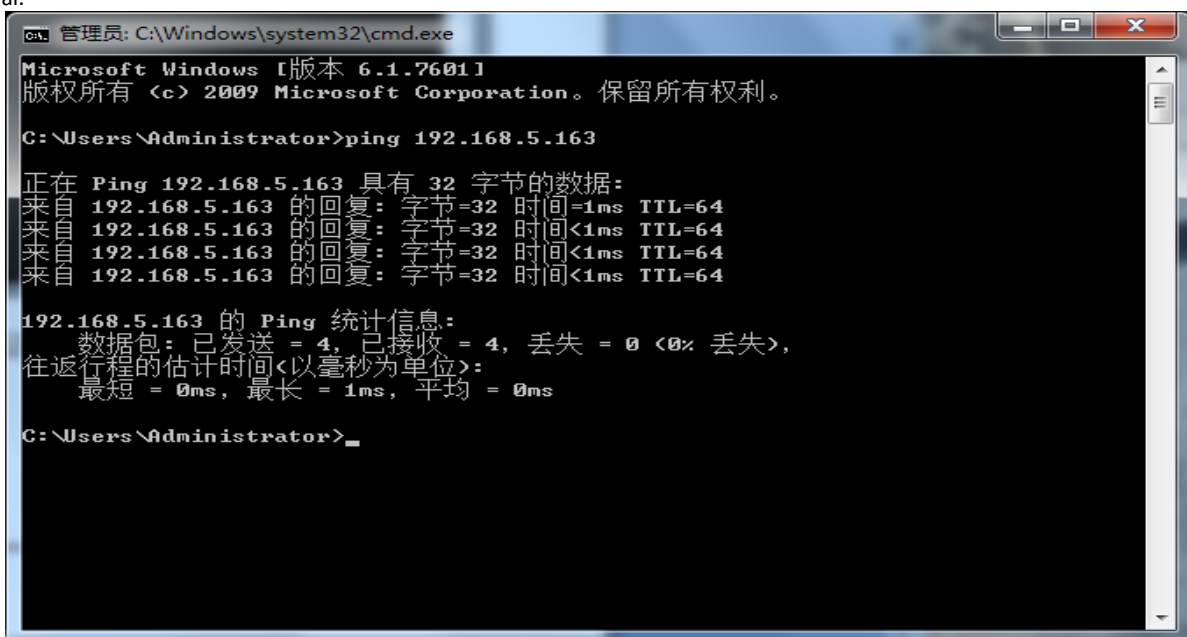 al.
管理员: C:\Windows\system32\cmd.exe
Microsoft Windows [版本 6.1.7601]
版权所有 (c) 2009 Microsoft Corporation。保留所有权利。
C:\Users\Administrator>ping 192.168.5.163
正在 Ping 192.168.5.163 具有 32 字节的数据:
来自 192.168.5.163 的回复: 字节=32 时间=1ms TTL=64
来自 192.168.5.163 的回复: 字节=32 时间<1ms TTL=64
来自 192.168.5.163 的回复: 字节=32 时间<1ms TTL=64
来自 192.168.5.163 的回复: 字节=32 时间<1ms TTL=64
192.168.5.163 的 Ping 统计信息:
数据包: 已发送 = 4, 已接收 = 4, 丢失 = 0 (0% 丢失),
往返行程的估计时间(以毫秒为单位):
最短 = 0ms, 最长 = 1ms, 平均 = 0ms
C:\Users\Administrator>_